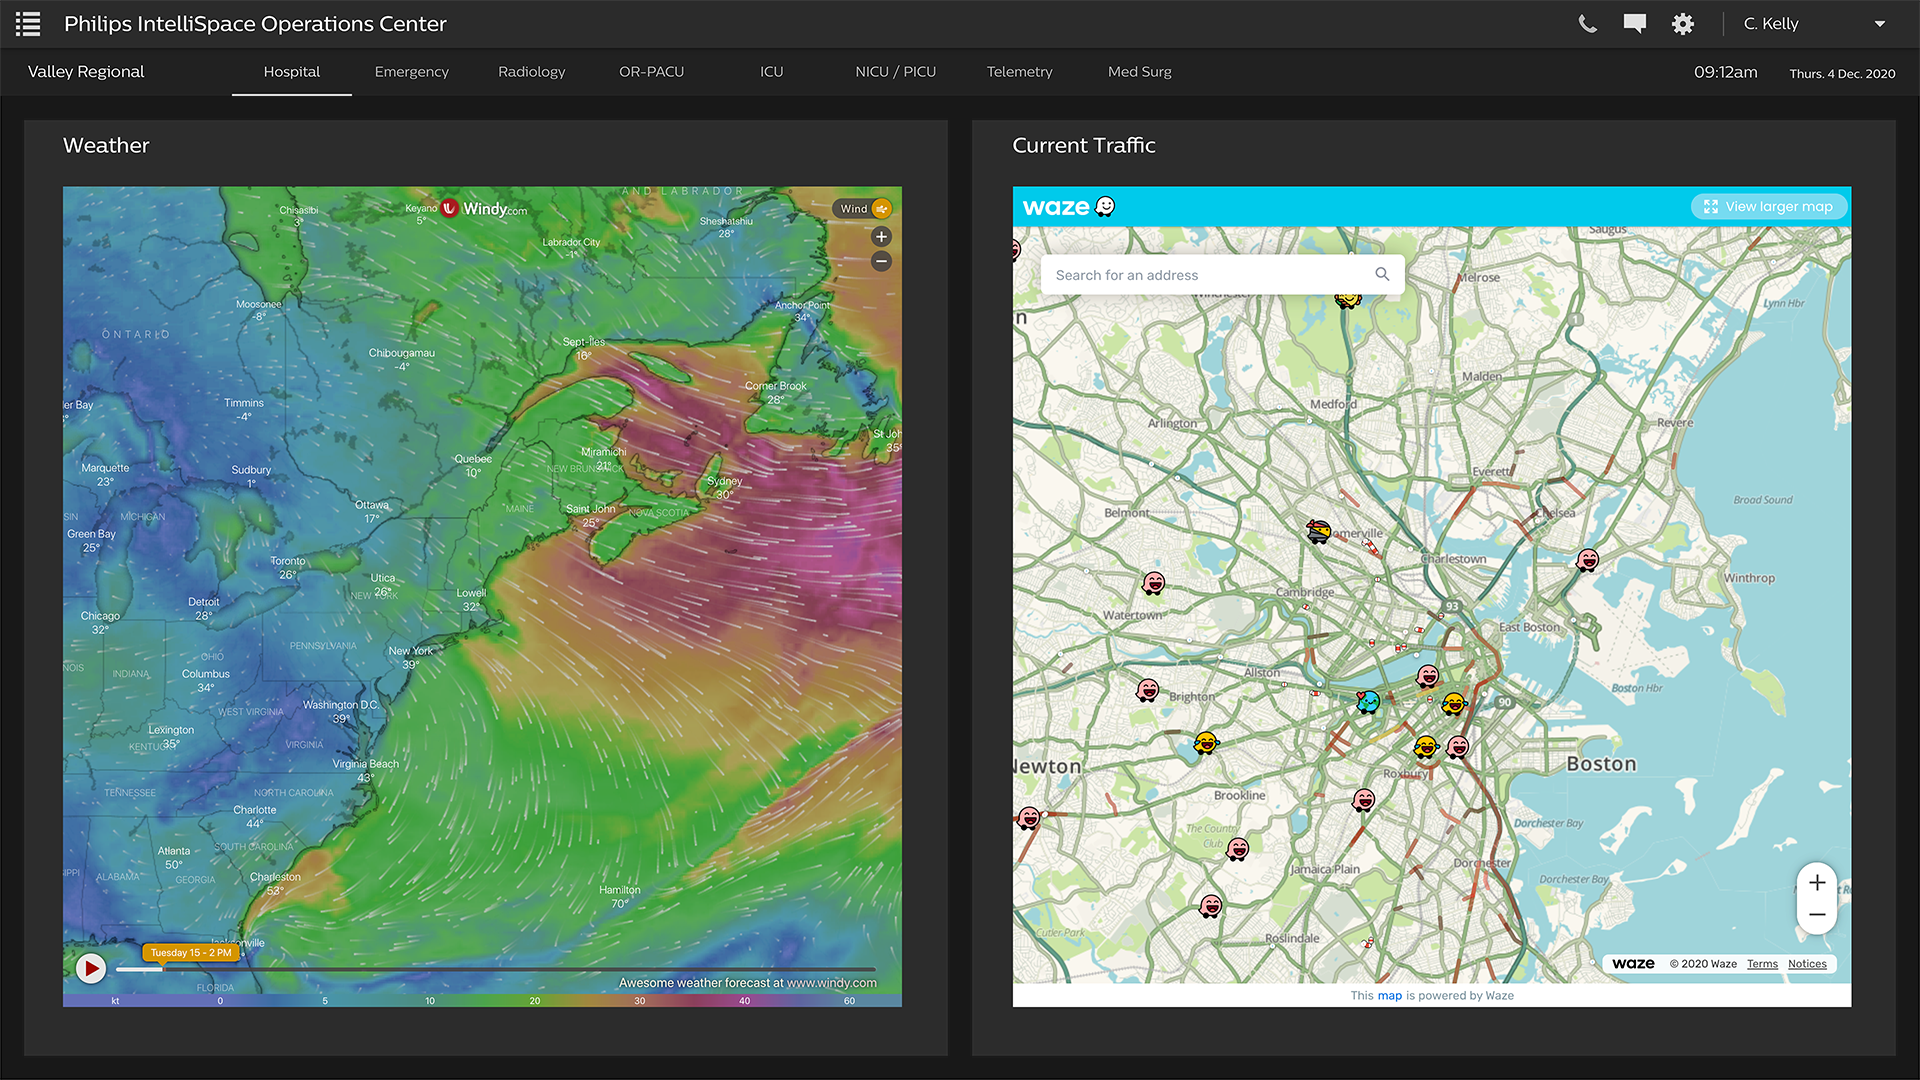 Philips IntelliSpace Operations Center
C. Kelly
Valley Regional
Hospital
Emergency
Radiology
OR-PACU
ICU
NICU / PICU
Telemetry
Med Surg
09:12am
Thurs. 4 Dec. 2020
Weather
AND LABRADOR
Chisasibi
3°
Keyano
5°
Windy.com
Wind
Sheshatshiu
28°
+
Labrador City
-1°
−
Moosonee
-8°
Anchor Point
34°
ONTARIO
Chibougamau
-4°
Sept-Îles
16°
Corner Brook
28°
Timmins
-4°
er Bay
St Joh
35°
Marquette
23°
Sudbury
1°
Quebec
10°
Miramichi
21°
NEW BRUNSWICK
Sydney
30°
SIN
MICHIGAN
Ottawa
17°
MAINE
Saint John
25°
NOVA SCOTIA
Green Bay
25°
Toronto
26°
Utica
26°
NEW YORK
Lowell
32°
Detroit
28°
Chicago
32°
New York
39°
PENNSYLVANIA
OHIO
NOIS
INDIANA
Columbus
34°
Washington D.C.
39°
WEST VIRGINIA
Lexington
35°
KENTUC
VIRGINIA
Virginia Beach
43°
TENNESSEE
NORTH CAROLINA
Charlotte
44°
Atlanta
50°
SOUTH CAROLINA
IPPI
ALABAMA
GEORGIA
Charleston
53°
Hamilton
70°
Jacksonville
Tuesday 15 - 2 PM
Awesome weather forecast at www.windy.com
FLORIDA
kt
0
5
10
20
30
40
60
Current Traffic
waze
View larger map
Saugus
Search for an address
Melrose
Winchester
Lynn Hbr
n
1
Malden
Medford
Arlington
Revere
Everett
Broad Sound
Belmont
Chelsea
omerville
Charlestown
Winthrop
Cambridge
93
Watertown
East Boston
Allston
Brighton
Boston Hbr
90
Newton
Boston
Roxbury
Brookline
The Country
Club
Dorchester Bay
Jamaica Plain
Dorchester
Dorchester Bay
+
−
Cutler Park
Roslindale
waze
© 2020 Waze
Terms
Notices
This map is powered by Waze